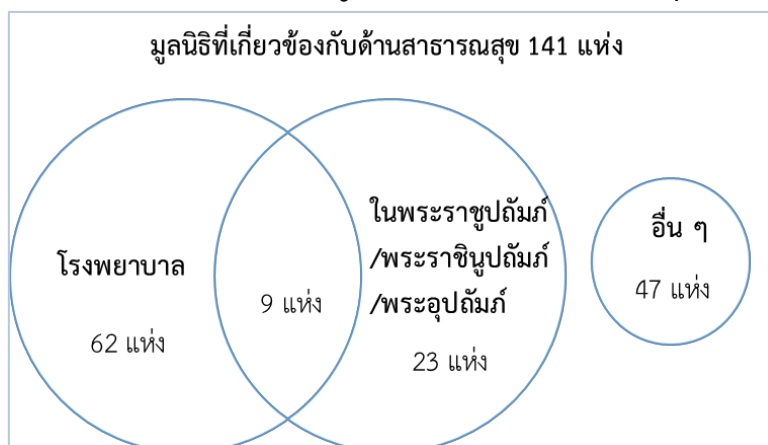 มูลนิธิที่เกี่ยวข้องกับด้านสาธารณสุข 141 แห่ง
โรงพยาบาล
62 แห่ง
9 แห่ง
ในพระราชูปถัมภ์
/พระราชินูปถัมภ์
/พระอุปถัมภ์
23 แห่ง
อื่น ๆ
47 แห่ง